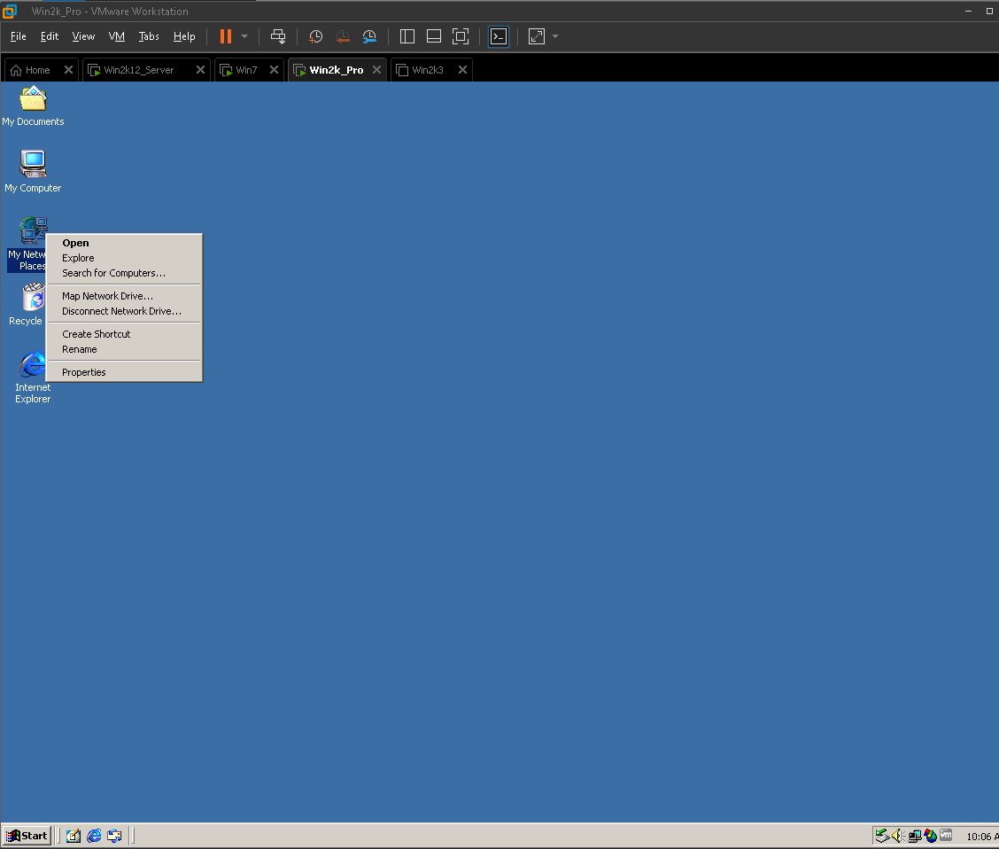 Win2k_Pro - VMware Workstation
File Edit View VM Tabs Help
Home Win2k12_Server Win7 Win2k_Pro Win2k3
My Documents
My Computer
My Netw
Places
Open
Explore
Search for Computers...
Map Network Drive...
Disconnect Network Drive...
Create Shortcut
Rename
Properties
Recycle
Internet
Explorer
Start
vm
10:06 A